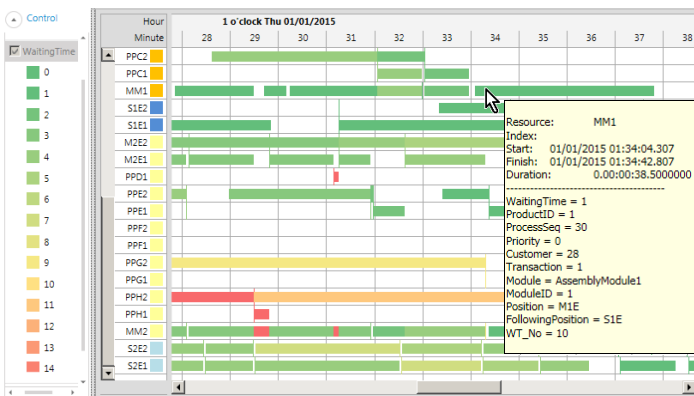 Control
WaitingTime
0
1
2
3
4
5
6
7
8
9
10
11
12
13
14
Hour
1 o'clock Thu 01/01/2015
Minute
28 29 30 31 32 33 34 35 36 37 38
PPC2
PPC1
MM1
S1E2
S1E1
M2E2
M2E1
PPD1
PPE2
PPE1
PPF2
PPF1
PPG2
PPG1
PPH2
PPH1
MM2
S2E2
S2E1
Resource: MM1
Index:
Start: 01/01/2015 01:34:04.307
Finish: 01/01/2015 01:34:42.807
Duration: 0.00:00:38.5000000
----------------------------------------
WaitingTime = 1
ProductID = 1
ProcessSeq = 30
Priority = 0
Customer = 28
Transaction = 1
Module = AssemblyModule1
ModuleID = 1
Position = M1E
FollowingPosition = S1E
WT_No = 10